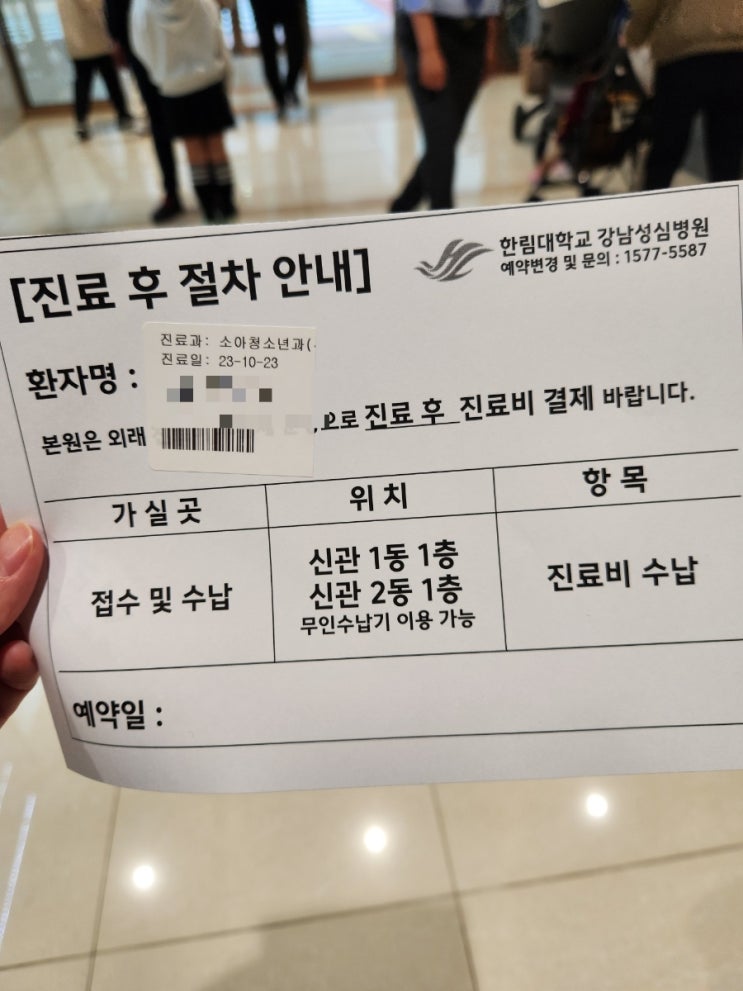 [진료 후 절차 안내]
한림대학교 강남성심병원
예약변경 및 문의 : 1577-5587
환자명 :
진료과: 소아청소년과(
진료일: 23-10-23
본원은 외래
으로 진료 후 진료비 결제 바랍니다.
가실곳
위치
항목
접수 및 수납
신관 1동 1층
신관 2동 1층
무인수납기 이용 가능
진료비 수납
예약일 :